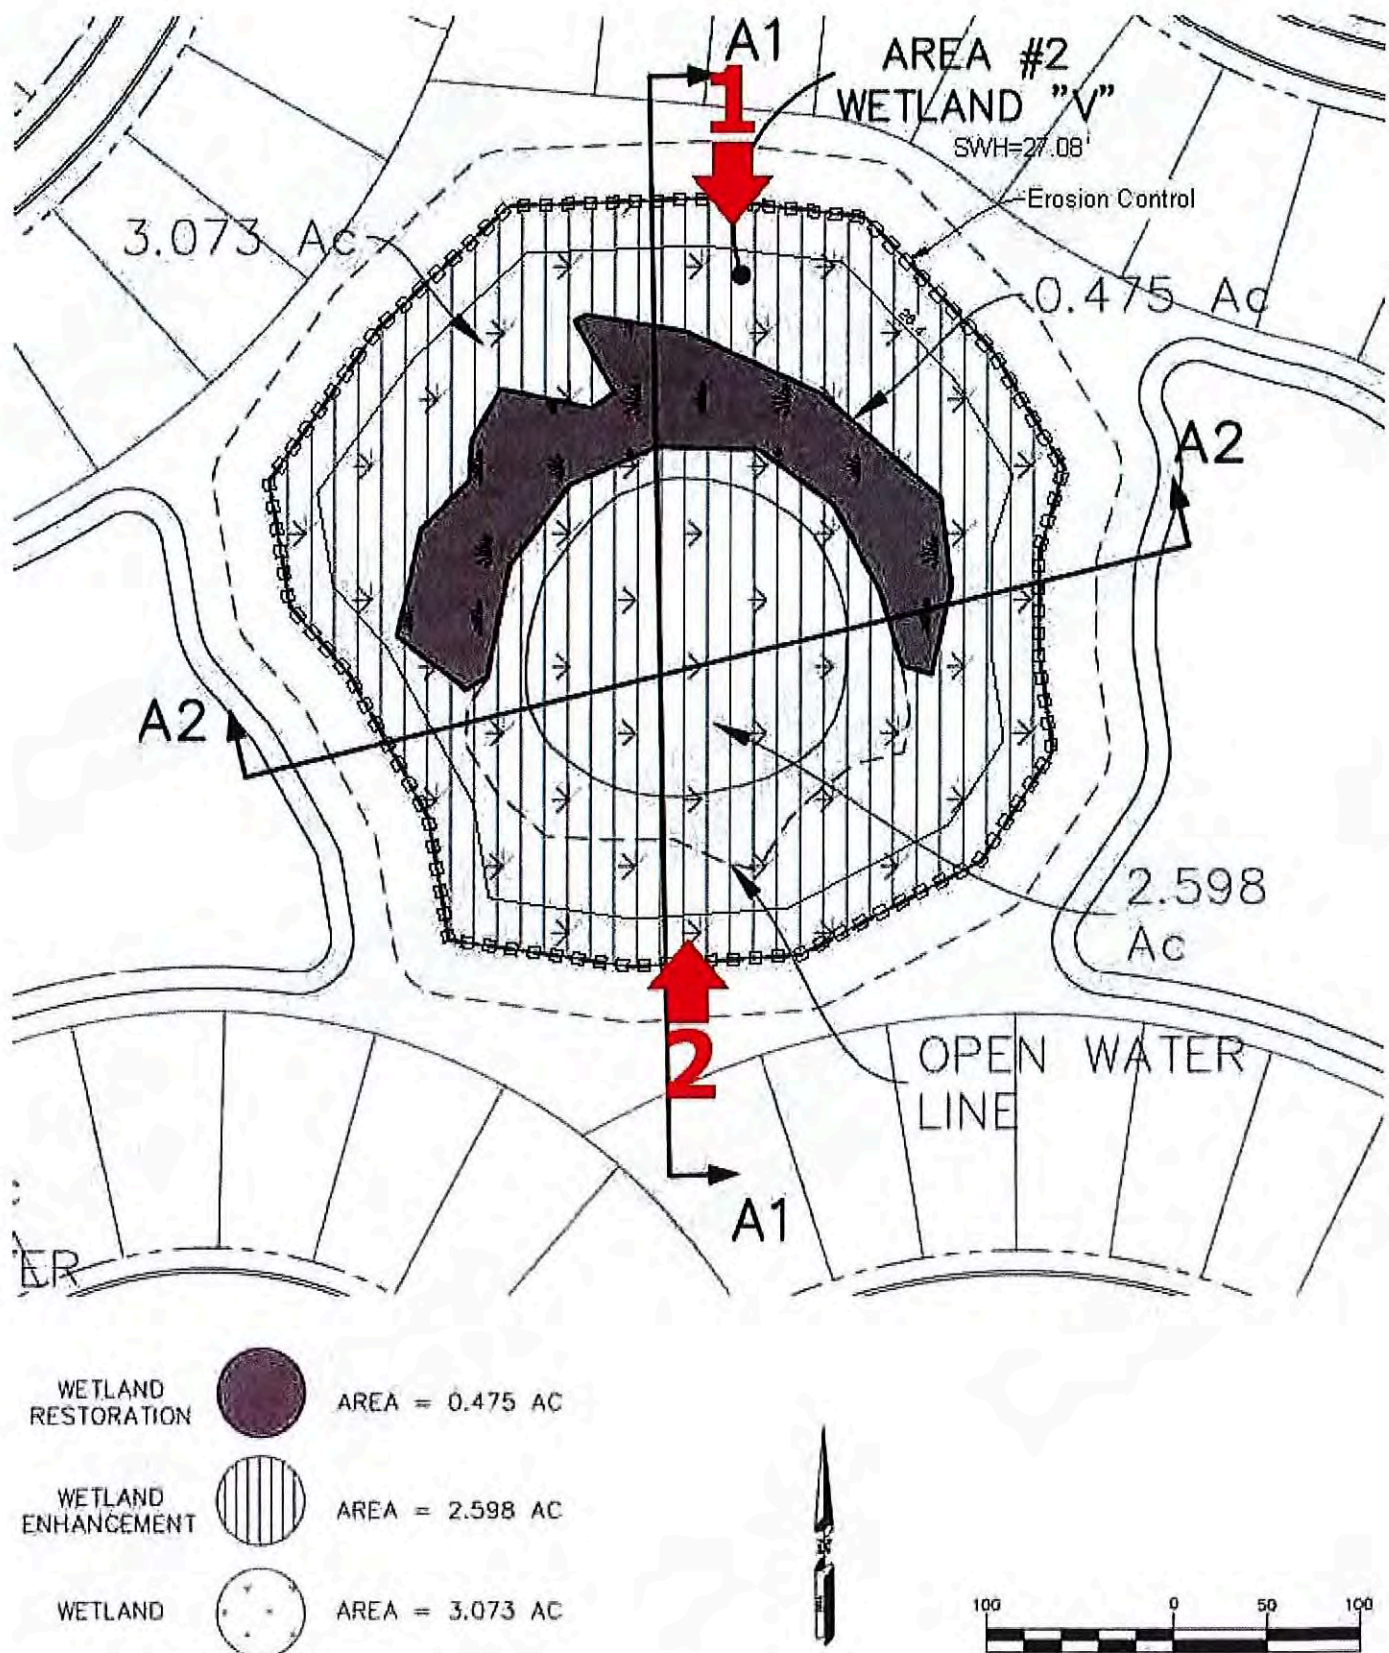 A1
1
AREA #2
WETLAND "V"
SWH=27.08'
Erosion Control
3.073 Ac
0.475 Ac
A2
A2
2.598
Ac
2
OPEN WATER
LINE
A1
ER
WETLAND
RESTORATION
AREA = 0.475 AC
WETLAND
ENHANCEMENT
AREA = 2.598 AC
WETLAND
AREA = 3.073 AC
100 0 50 100